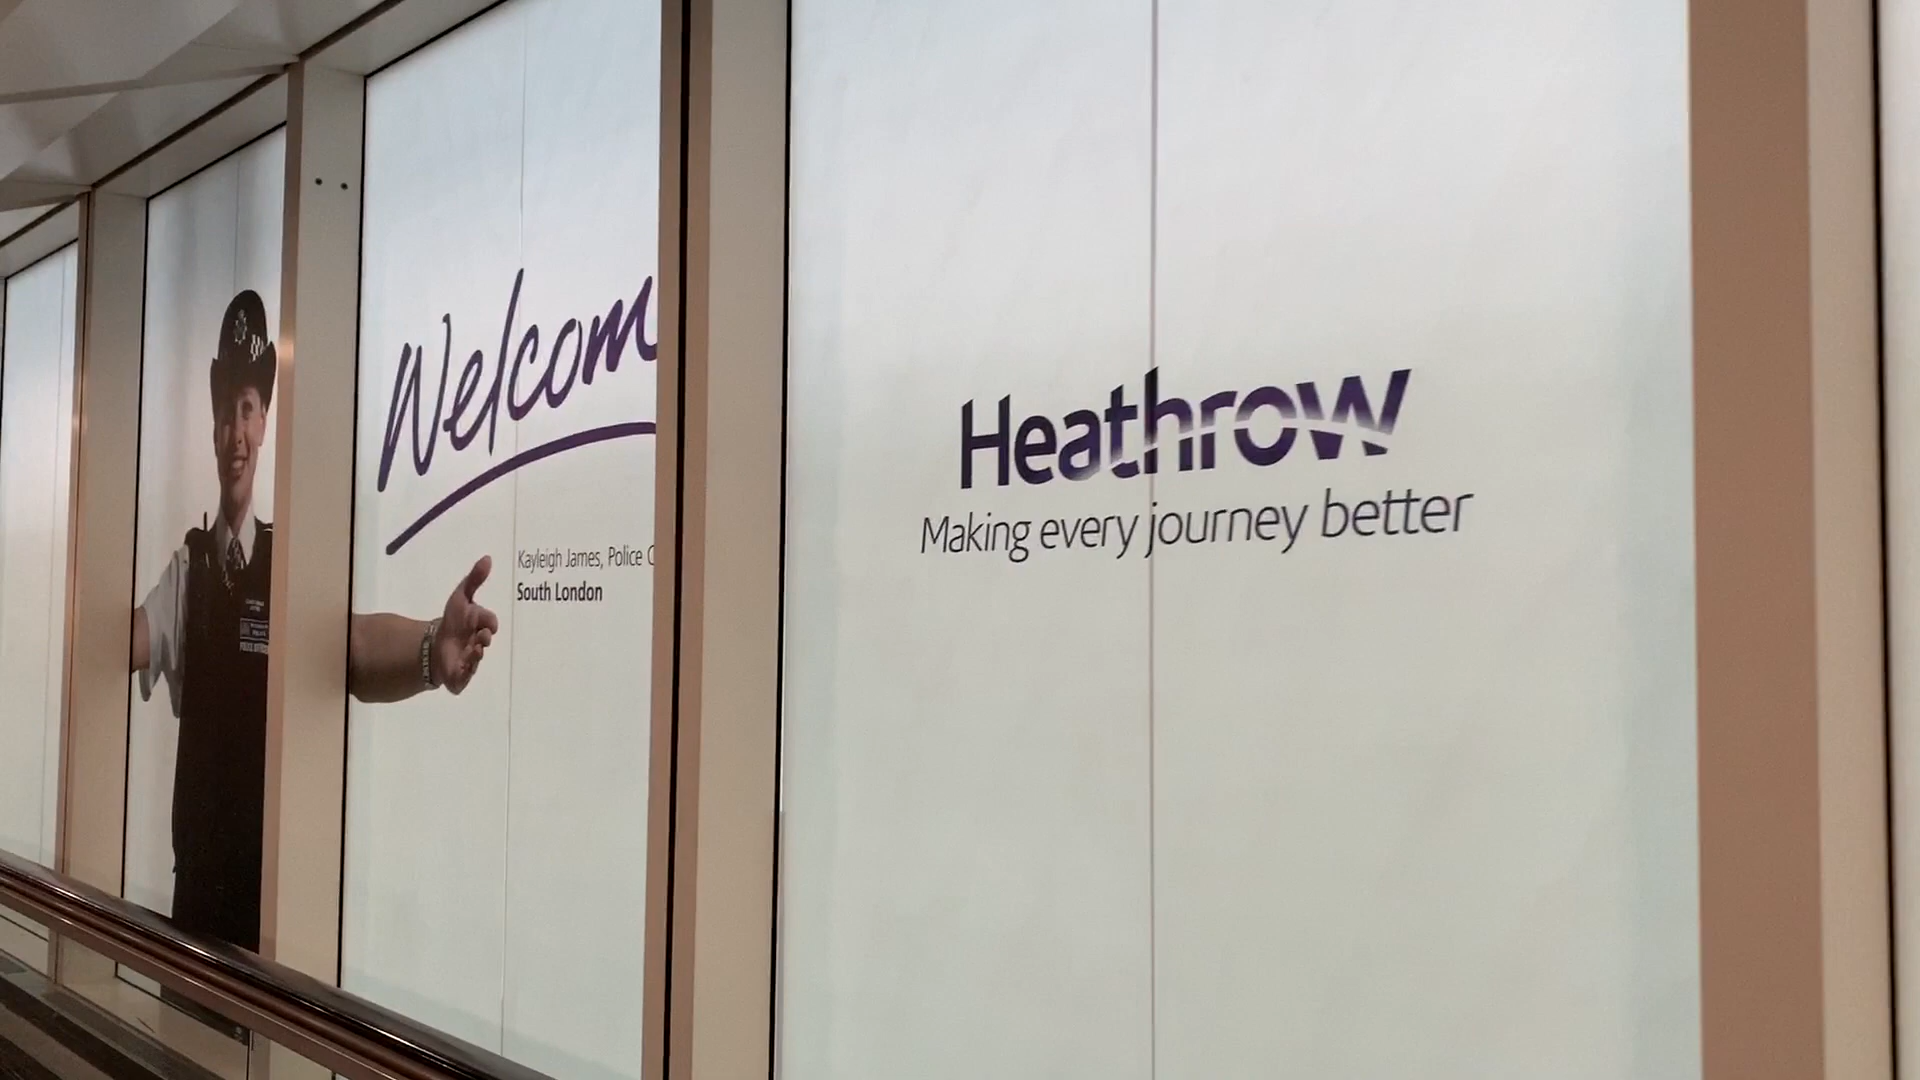 Welcom
Kayleigh James, Police C
South London
Heathrow
Making every journey better